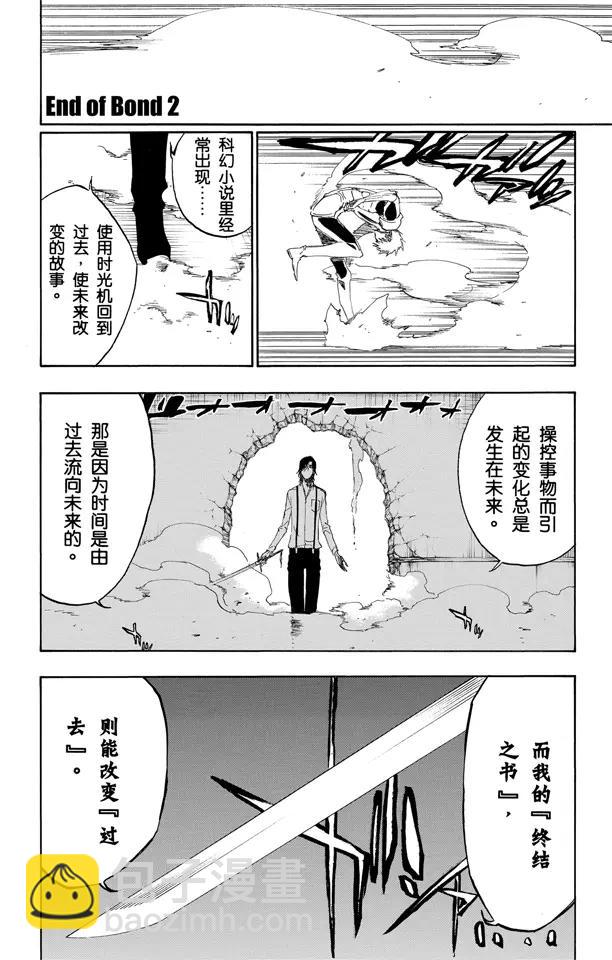 End of Bond 2
科幻小说里经
常出现……
使用时光机回到
过去，使未来改
变的故事。
操控事物而引
起的变化总是
发生在未来。
那是因为时间是由
过去流向未来的。
而我的『终结
之书』，
则能改变『过
去』。
包子漫畫
baozimh.com